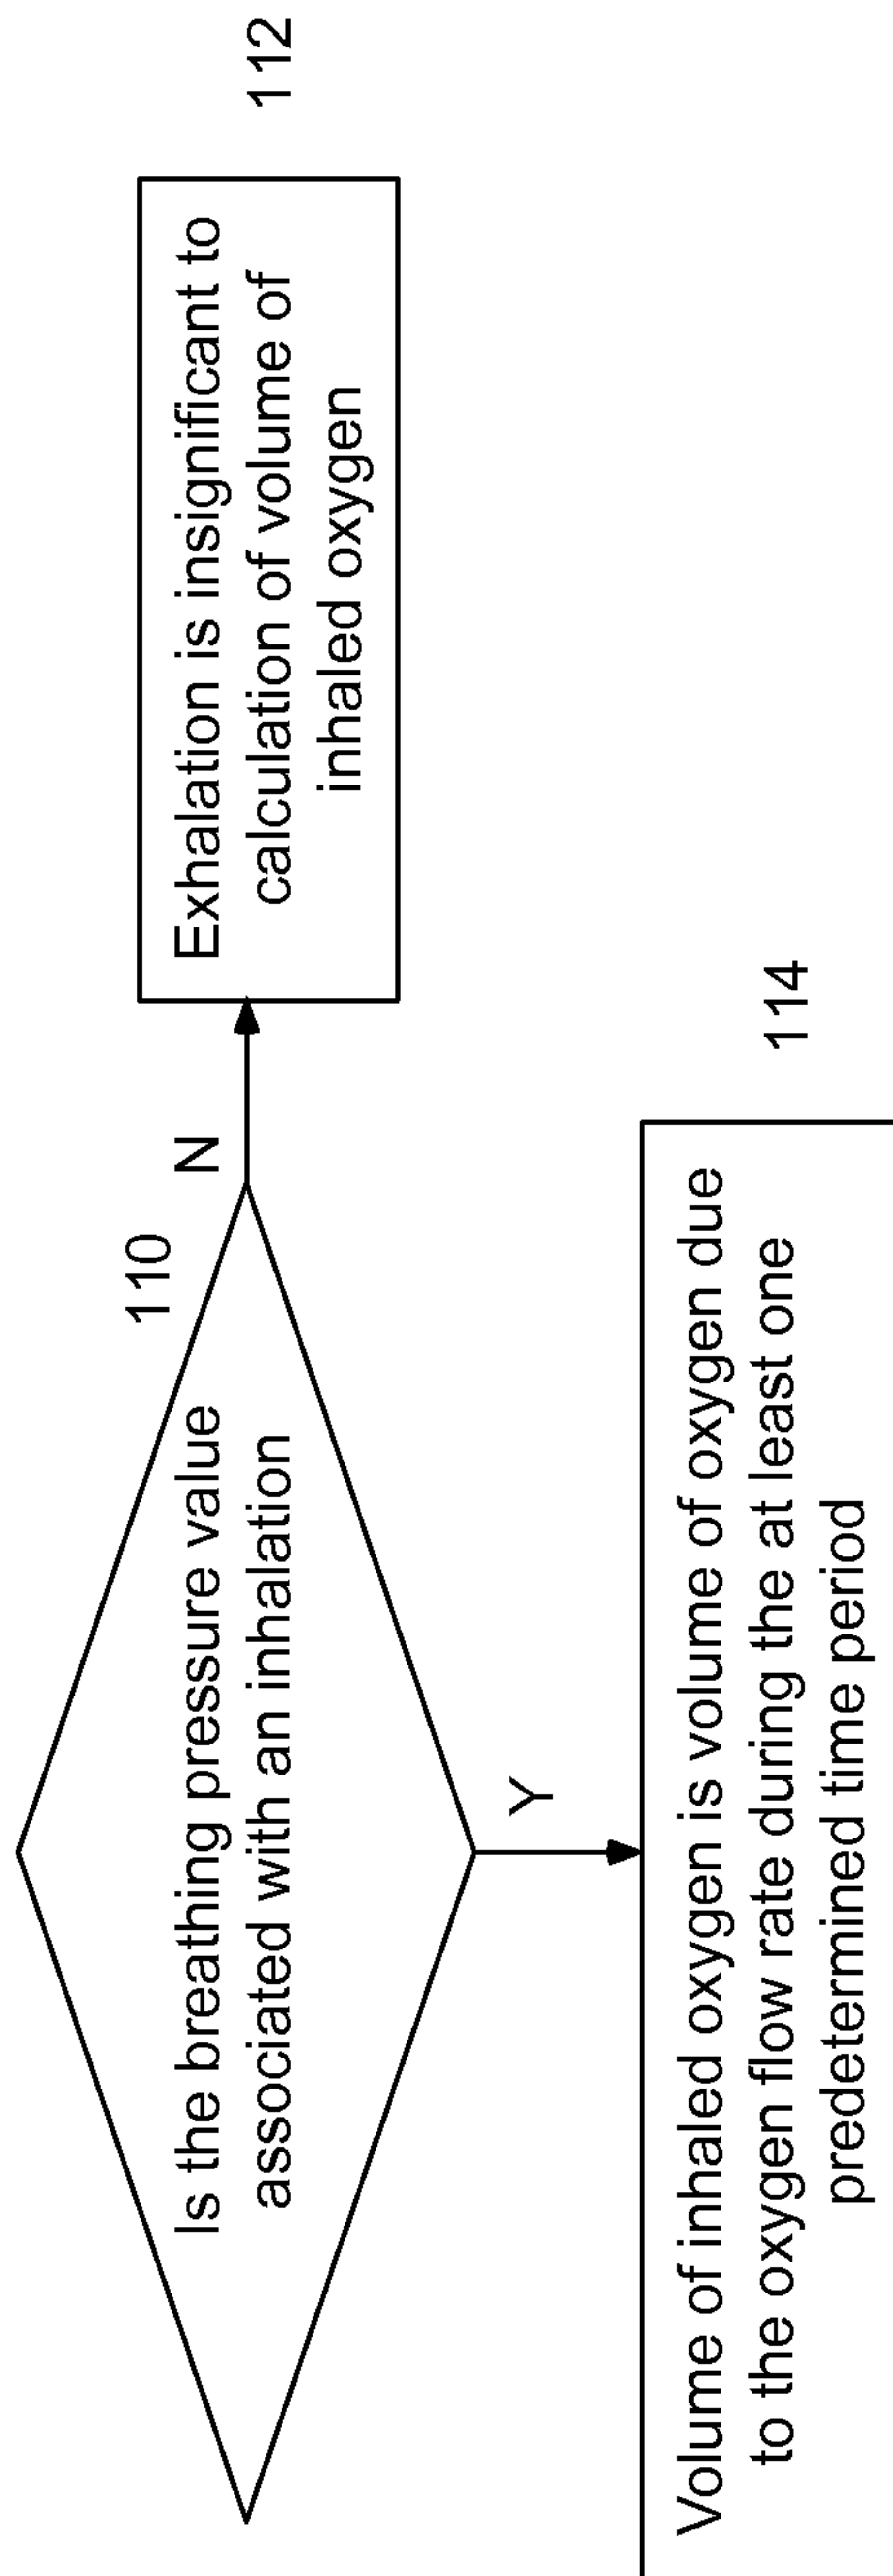 110
Is the breathing pressure value
associated with an inhalation
N
Exhalation is insignificant to
calculation of volume of
inhaled oxygen
112
Y
Volume of inhaled oxygen is volume of oxygen due
to the oxygen flow rate during the at least one
predetermined time period
114